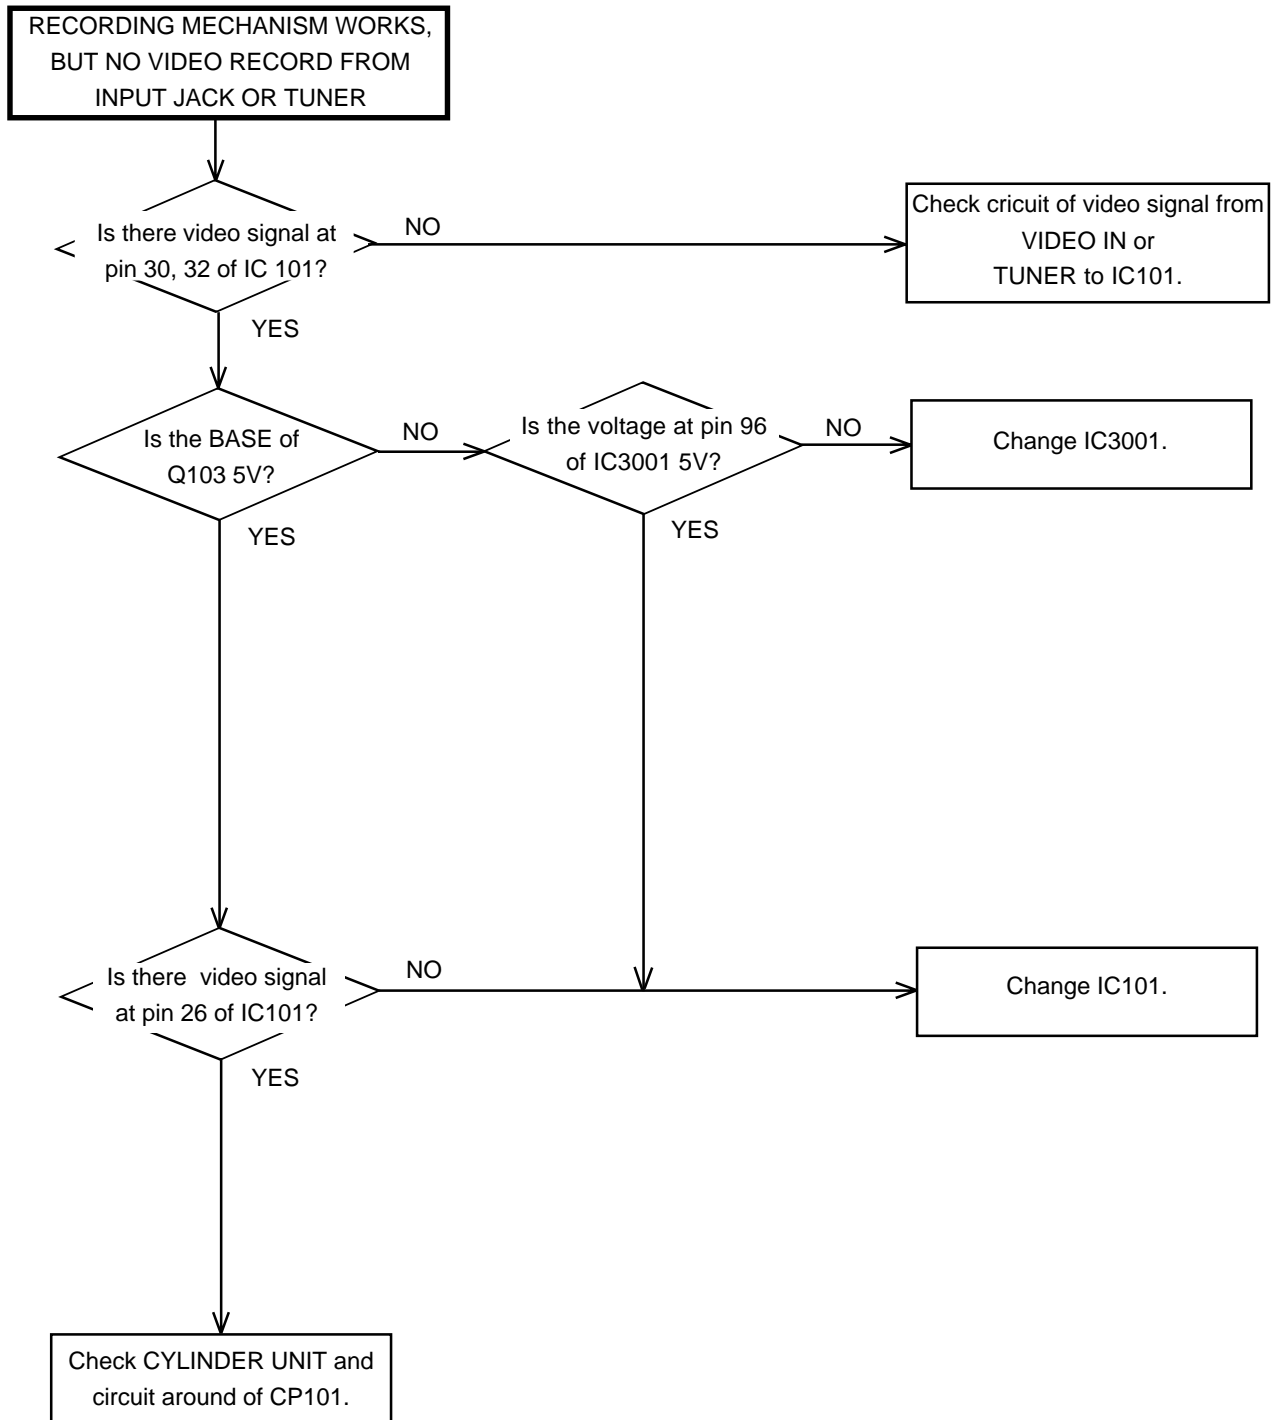 RECORDING MECHANISM WORKS,
BUT NO VIDEO RECORD FROM
INPUT JACK OR TUNER
Is there video signal at
pin 30, 32 of IC 101?
NO
Check cricuit of video signal from
VIDEO IN or
TUNER to IC101.
YES
Is the BASE of
Q103 5V?
NO
Is the voltage at pin 96
of IC3001 5V?
NO
Change IC3001.
YES
YES
Is there video signal
at pin 26 of IC101?
NO
Change IC101.
YES
Check CYLINDER UNIT and
circuit around of CP101.